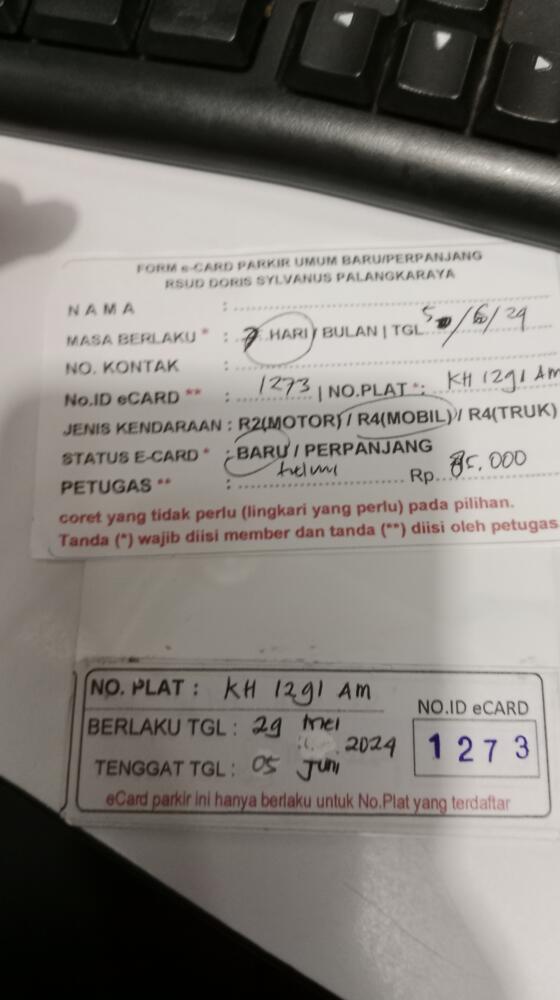 FORM e-CARD PARKIR UMUM BARU/PERPANJANG
RSUD DORIS SYLVANUS PALANGKARAYA
NAMA :
MASA BERLAKU * : 7 HARI / BULAN | TGL 5 / 6 / 24
NO. KONTAK :
No.ID eCARD ** : 1273 | NO.PLAT *: KH 1291 AM
JENIS KENDARAAN : R2(MOTOR) / R4(MOBIL) / R4(TRUK)
STATUS E-CARD * : BARU / PERPANJANG
PETUGAS ** : helmi Rp. 85.000
coret yang tidak perlu (lingkari yang perlu) pada pilihan.
Tanda (*) wajib diisi member dan tanda (**) diisi oleh petugas
NO. PLAT : KH 1291 AM
NO.ID eCARD
BERLAKU TGL : 29 mei
1273
2024
TENGGAT TGL : 05 Juni
eCard parkir ini hanya berlaku untuk No.Plat yang terdaftar